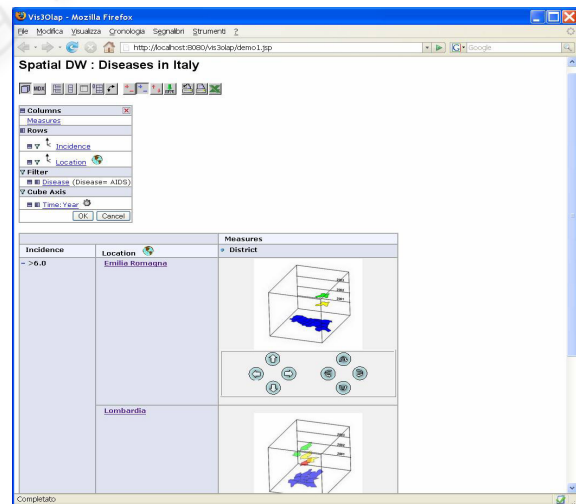 Vis3Olap - Mozilla Firefox
File Modifica Visualizza Cronologia Segnalibri Strumenti ?
http://localhost:8080/vis3olap/demo1.jsp
Google
Spatial DW : Diseases in Italy
MDX
Columns
Measures
Rows
Incidence
Location
Filter
Disease (Disease= AIDS)
Cube Axis
Time:Year
OK Cancel
Measures
Incidence Location District
- >6.0 Emilia Romagna
Lombardia
Completato